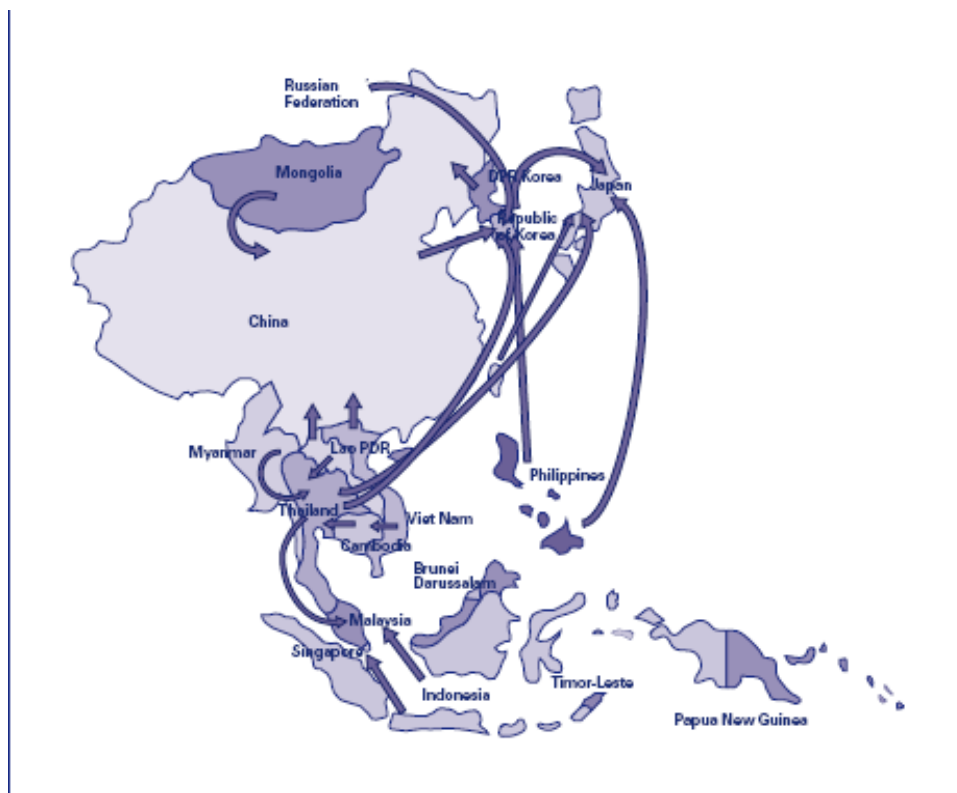 Russian
Federation
Mongolia
DPR Korea
Japan
Republic
of Korea
China
Myanmar
Lao PDR
Philippines
Thailand
Viet Nam
Cambodia
Brunei
Darussalam
Malaysia
Singapore
Indonesia
Timor-Leste
Papua New Guinea